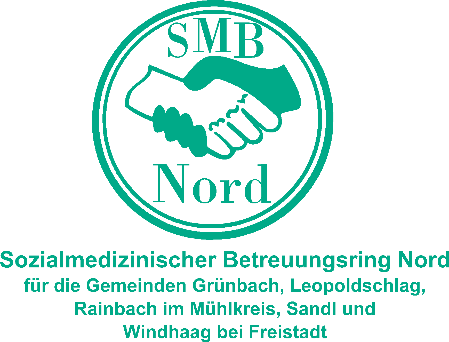 SMB
Nord
Sozialmedizinischer Betreuungsring Nord
für die Gemeinden Grünbach, Leopoldschlag,
Rainbach im Mühlkreis, Sandl und
Windhaag bei Freistadt